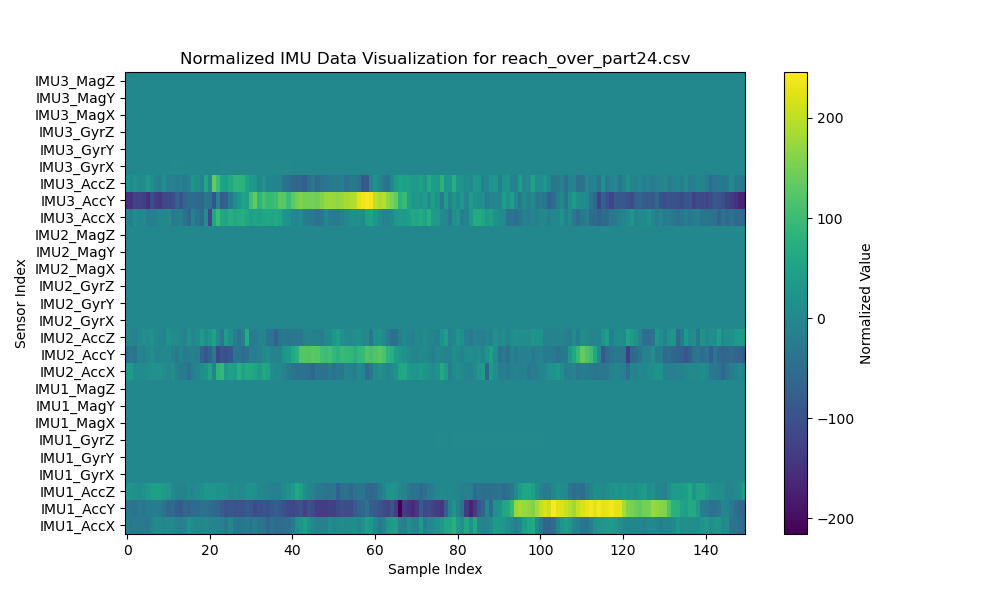 Normalized IMU Data Visualization for reach_over_part24.csv
IMU3_MagZ
IMU3_MagY
IMU3_MagX
IMU3_GyrZ
IMU3_GyrY
IMU3_GyrX
IMU3_AccZ
IMU3_AccY
IMU3_AccX
IMU2_MagZ
IMU2_MagY
IMU2_MagX
IMU2_GyrZ
IMU2_GyrY
IMU2_GyrX
IMU2_AccZ
IMU2_AccY
IMU2_AccX
IMU1_MagZ
IMU1_MagY
IMU1_MagX
IMU1_GyrZ
IMU1_GyrY
IMU1_GyrX
IMU1_AccZ
IMU1_AccY
IMU1_AccX
Sensor Index
0 20 40 60 80 100 120 140
Sample Index
200
100
0
−100
−200
Normalized Value